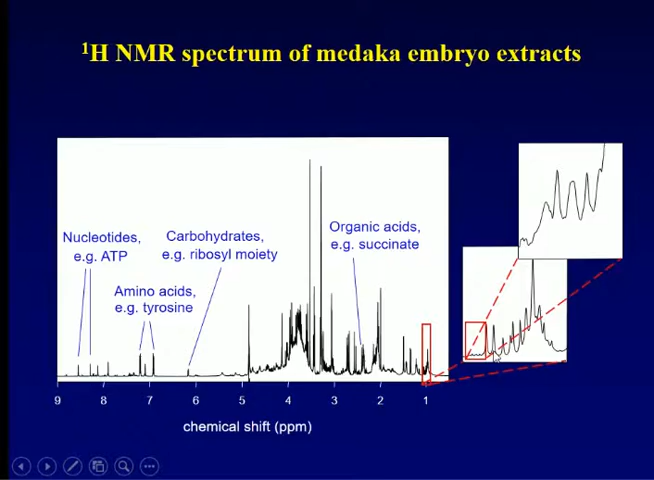 ¹H NMR spectrum of medaka embryo extracts
Nucleotides,
e.g. ATP
Carbohydrates,
e.g. ribosyl moiety
Organic acids,
e.g. succinate
Amino acids,
e.g. tyrosine
9 8 7 6 5 4 3 2 1
chemical shift (ppm)